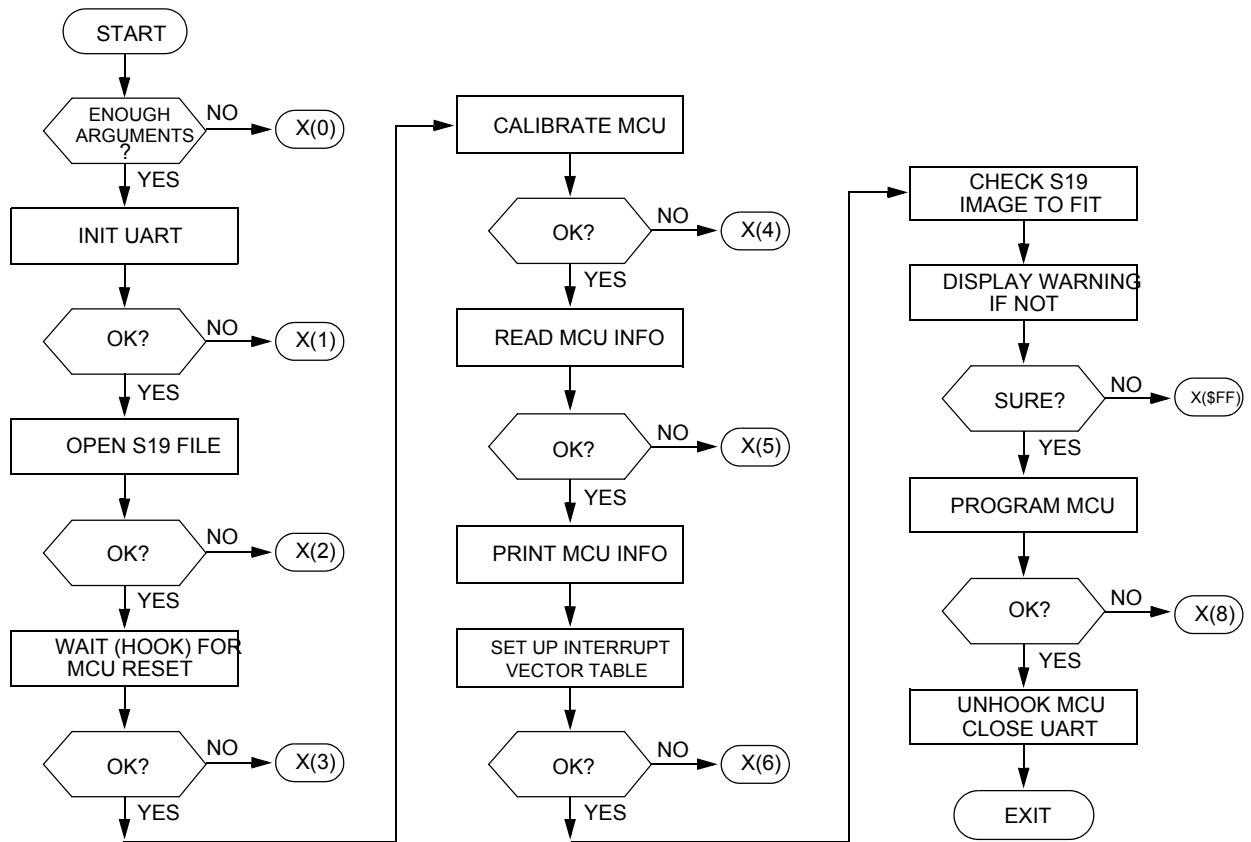 START
ENOUGH
ARGUMENTS
?
NO
X(0)
YES
INIT UART
OK?
NO
X(1)
YES
OPEN S19 FILE
OK?
NO
X(2)
YES
WAIT (HOOK) FOR
MCU RESET
OK?
NO
X(3)
YES
CALIBRATE MCU
OK?
NO
X(4)
YES
READ MCU INFO
OK?
NO
X(5)
YES
PRINT MCU INFO
SET UP INTERRUPT
VECTOR TABLE
OK?
NO
X(6)
YES
CHECK S19
IMAGE TO FIT
DISPLAY WARNING
IF NOT
SURE?
NO
X($FF)
YES
PROGRAM MCU
OK?
NO
X(8)
YES
UNHOOK MCU
CLOSE UART
EXIT